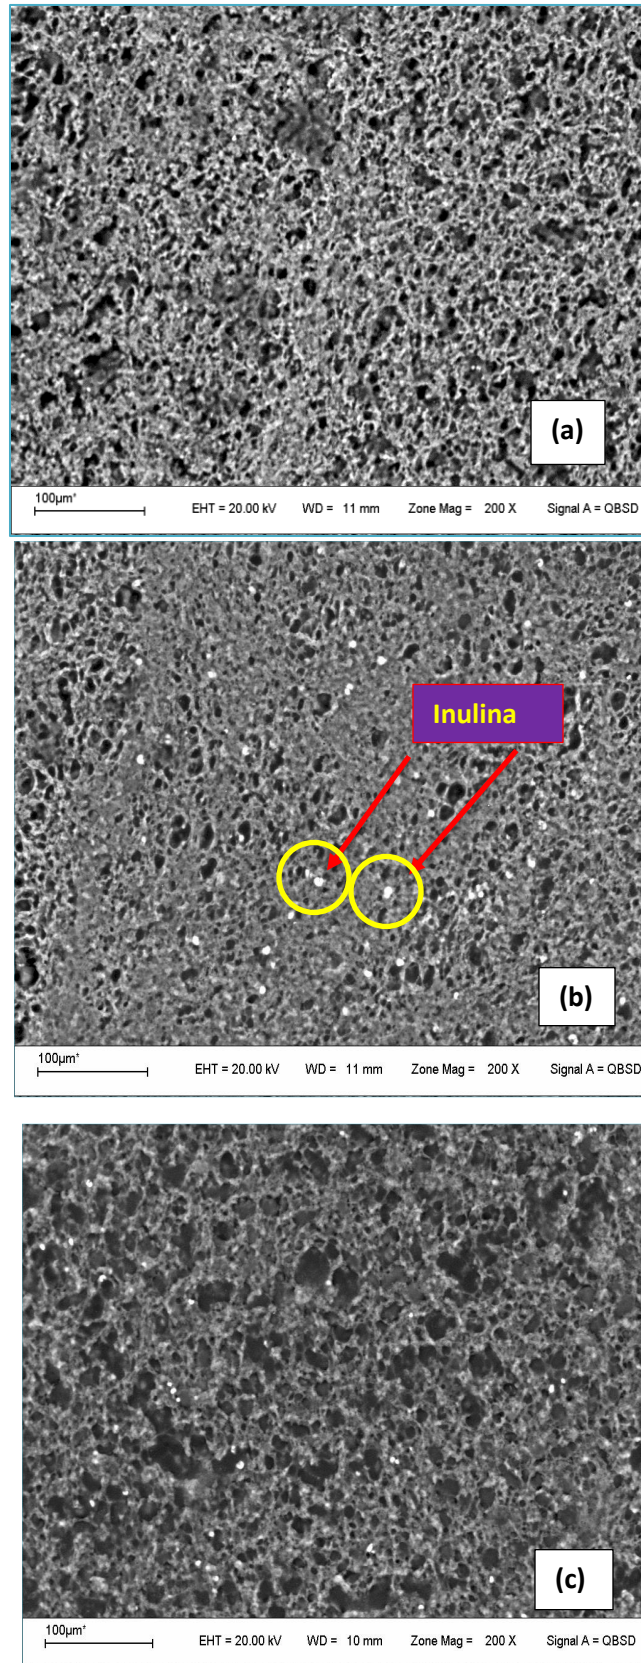 (a)
100µm*
EHT = 20.00 kV WD = 11 mm Zone Mag = 200 X Signal A = QBSD
Inulina
(b)
100µm*
EHT = 20.00 kV WD = 11 mm Zone Mag = 200 X Signal A = QBSD
(c)
100µm*
EHT = 20.00 kV WD = 10 mm Zone Mag = 200 X Signal A = QBSD